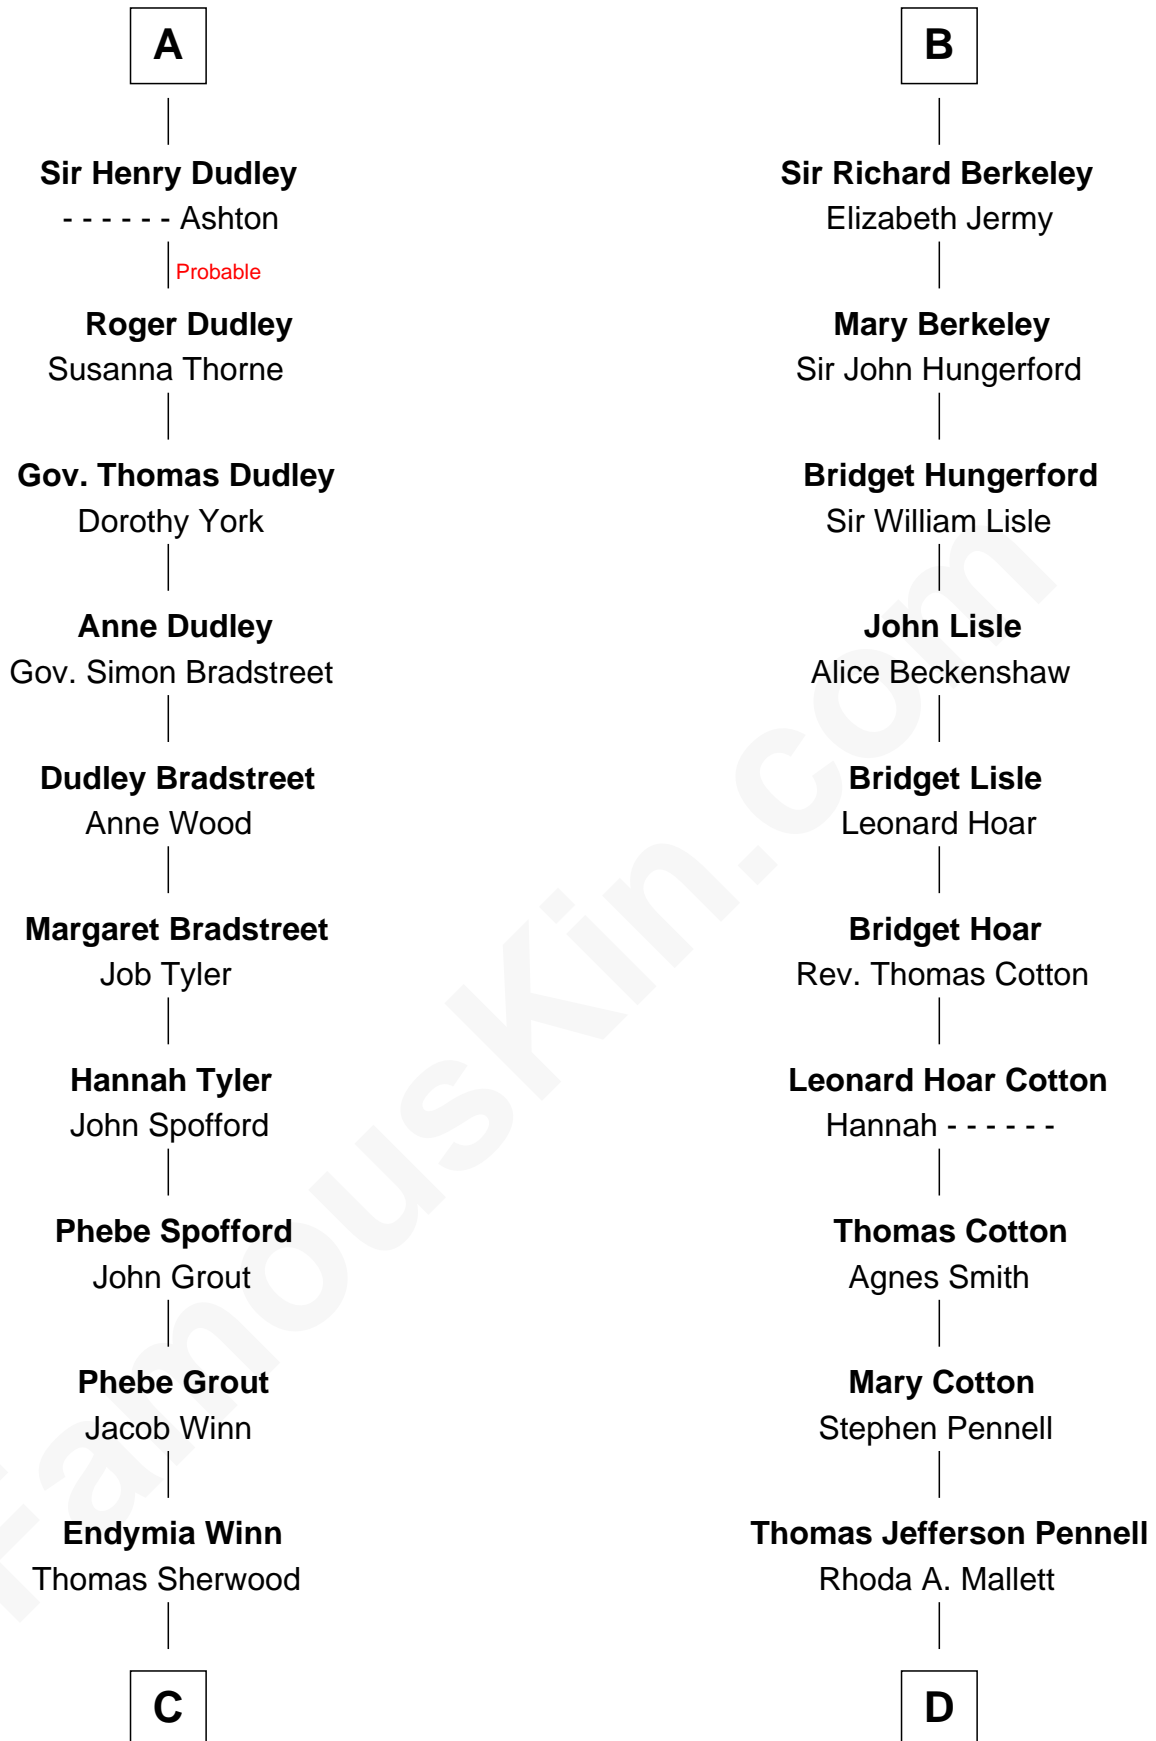 A
Sir Henry Dudley
- - - - - - Ashton
Probable
Roger Dudley
Susanna Thorne
Gov. Thomas Dudley
Dorothy York
Anne Dudley
Gov. Simon Bradstreet
Dudley Bradstreet
Anne Wood
Margaret Bradstreet
Job Tyler
Hannah Tyler
John Spofford
Phebe Spofford
John Grout
Phebe Grout
Jacob Winn
Endymia Winn
Thomas Sherwood
C
B
Sir Richard Berkeley
Elizabeth Jermy
Mary Berkeley
Sir John Hungerford
Bridget Hungerford
Sir William Lisle
John Lisle
Alice Beckenshaw
Bridget Lisle
Leonard Hoar
Bridget Hoar
Rev. Thomas Cotton
Leonard Hoar Cotton
Hannah - - - - - -
Thomas Cotton
Agnes Smith
Mary Cotton
Stephen Pennell
Thomas Jefferson Pennell
Rhoda A. Mallett
D
FamousKin.com